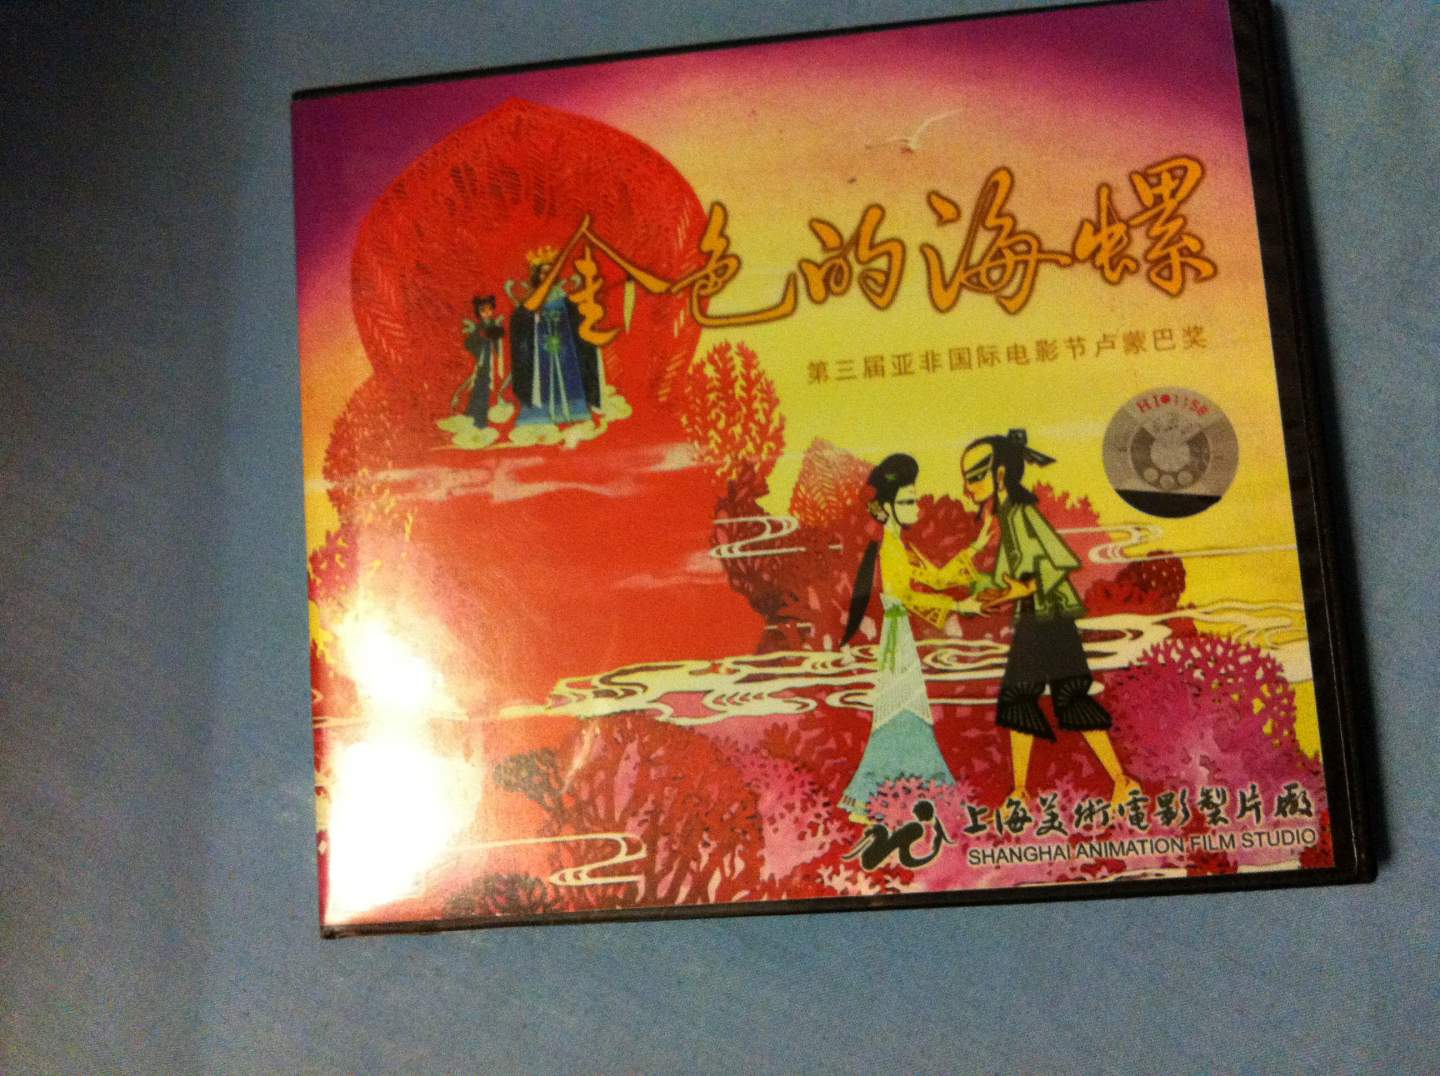 金色的海螺
第三届亚非国际电影节卢蒙巴奖
上海美術電影製片廠
SHANGHAI ANIMATION FILM STUDIO